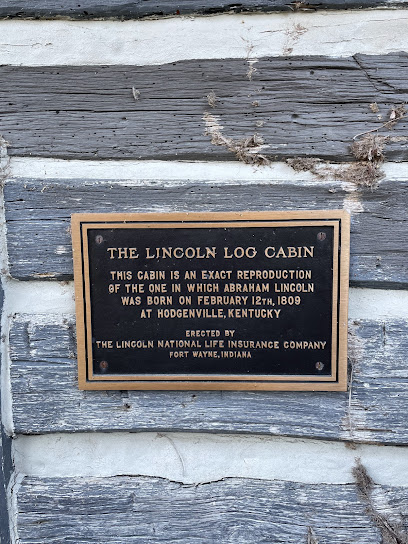 THE LINCOLN LOG CABIN
THIS CABIN IS AN EXACT REPRODUCTION
OF THE ONE IN WHICH ABRAHAM LINCOLN
WAS BORN ON FEBRUARY 12TH, 1809
AT HODGENVILLE, KENTUCKY
ERECTED BY
THE LINCOLN NATIONAL LIFE INSURANCE COMPANY
FORT WAYNE, INDIANA